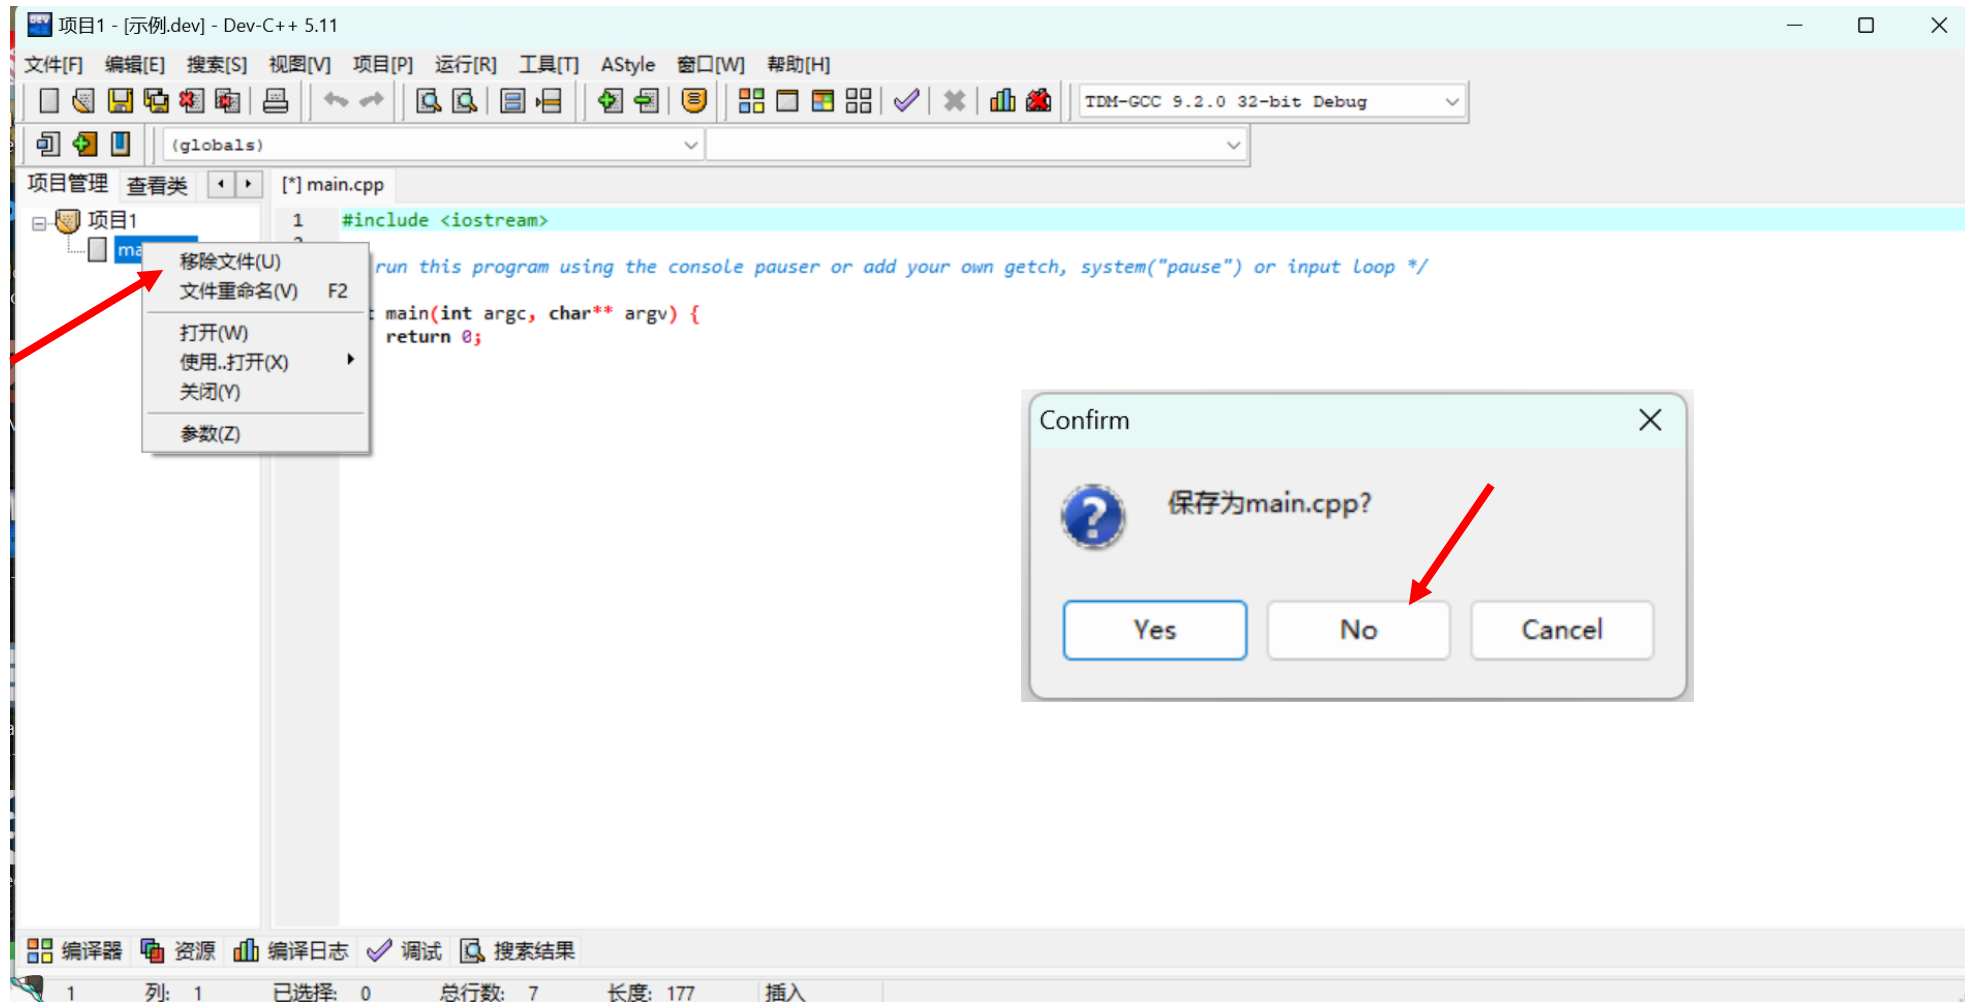 项目1 - [示例.dev] - Dev-C++ 5.11
文件[F] 编辑[E] 搜索[S] 视图[V] 项目[P] 运行[R] 工具[T] AStyle 窗口[W] 帮助[H]
TDM-GCC 9.2.0 32-bit Debug
(globals)
项目管理 查看类 [*] main.cpp
项目1
1 #include <iostream>
移除文件(U)
run this program using the console pauser or add your own getch, system("pause") or input loop */
文件重命名(V) F2
main(int argc, char** argv) {
打开(W)
return 0;
使用..打开(X)
关闭(Y)
参数(Z)
Confirm
保存为main.cpp?
Yes No Cancel
编译器 资源 编译日志 调试 搜索结果
1 列: 1 已选择: 0 总行数: 7 长度: 177 插入